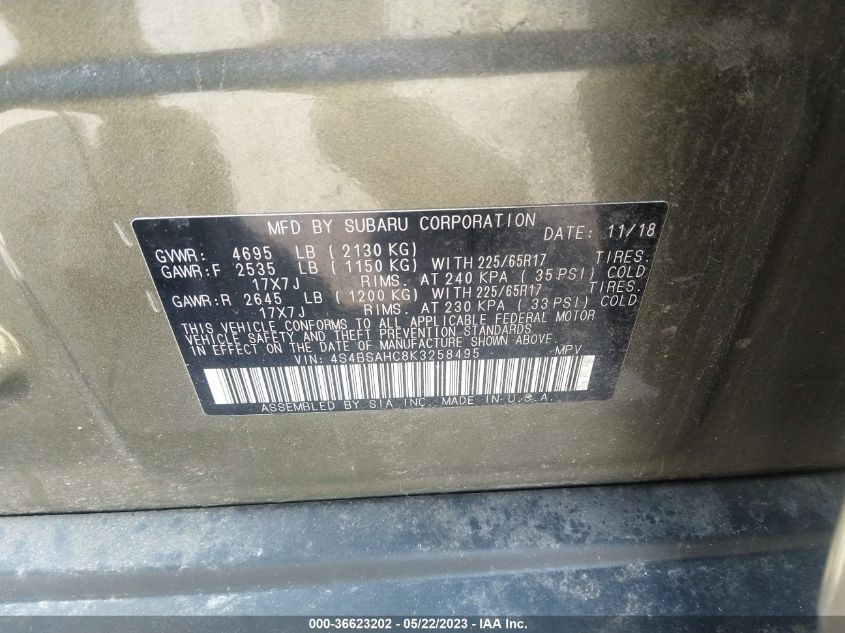 MFD BY SUBARU CORPORATION DATE: 11/18
GVWR: 4695 LB ( 2130 KG)
GAWR:F 2535 LB ( 1150 KG) WITH 225/65R17 TIRES.
17X7J RIMS. AT 240 KPA ( 35 PSI) COLD
GAWR:R 2645 LB ( 1200 KG) WITH 225/65R17 TIRES.
17X7J RIMS. AT 230 KPA ( 33 PSI) COLD
THIS VEHICLE CONFORMS TO ALL APPLICABLE FEDERAL MOTOR
VEHICLE SAFETY AND THEFT PREVENTION STANDARDS
IN EFFECT ON THE DATE OF MANUFACTURE SHOWN ABOVE.
VIN: 4S4BSAHC8K3258495 MPV
ASSEMBLED BY SIA,INC. MADE IN U.S.A.
000-36623202 - 05/22/2023 - IAA Inc.